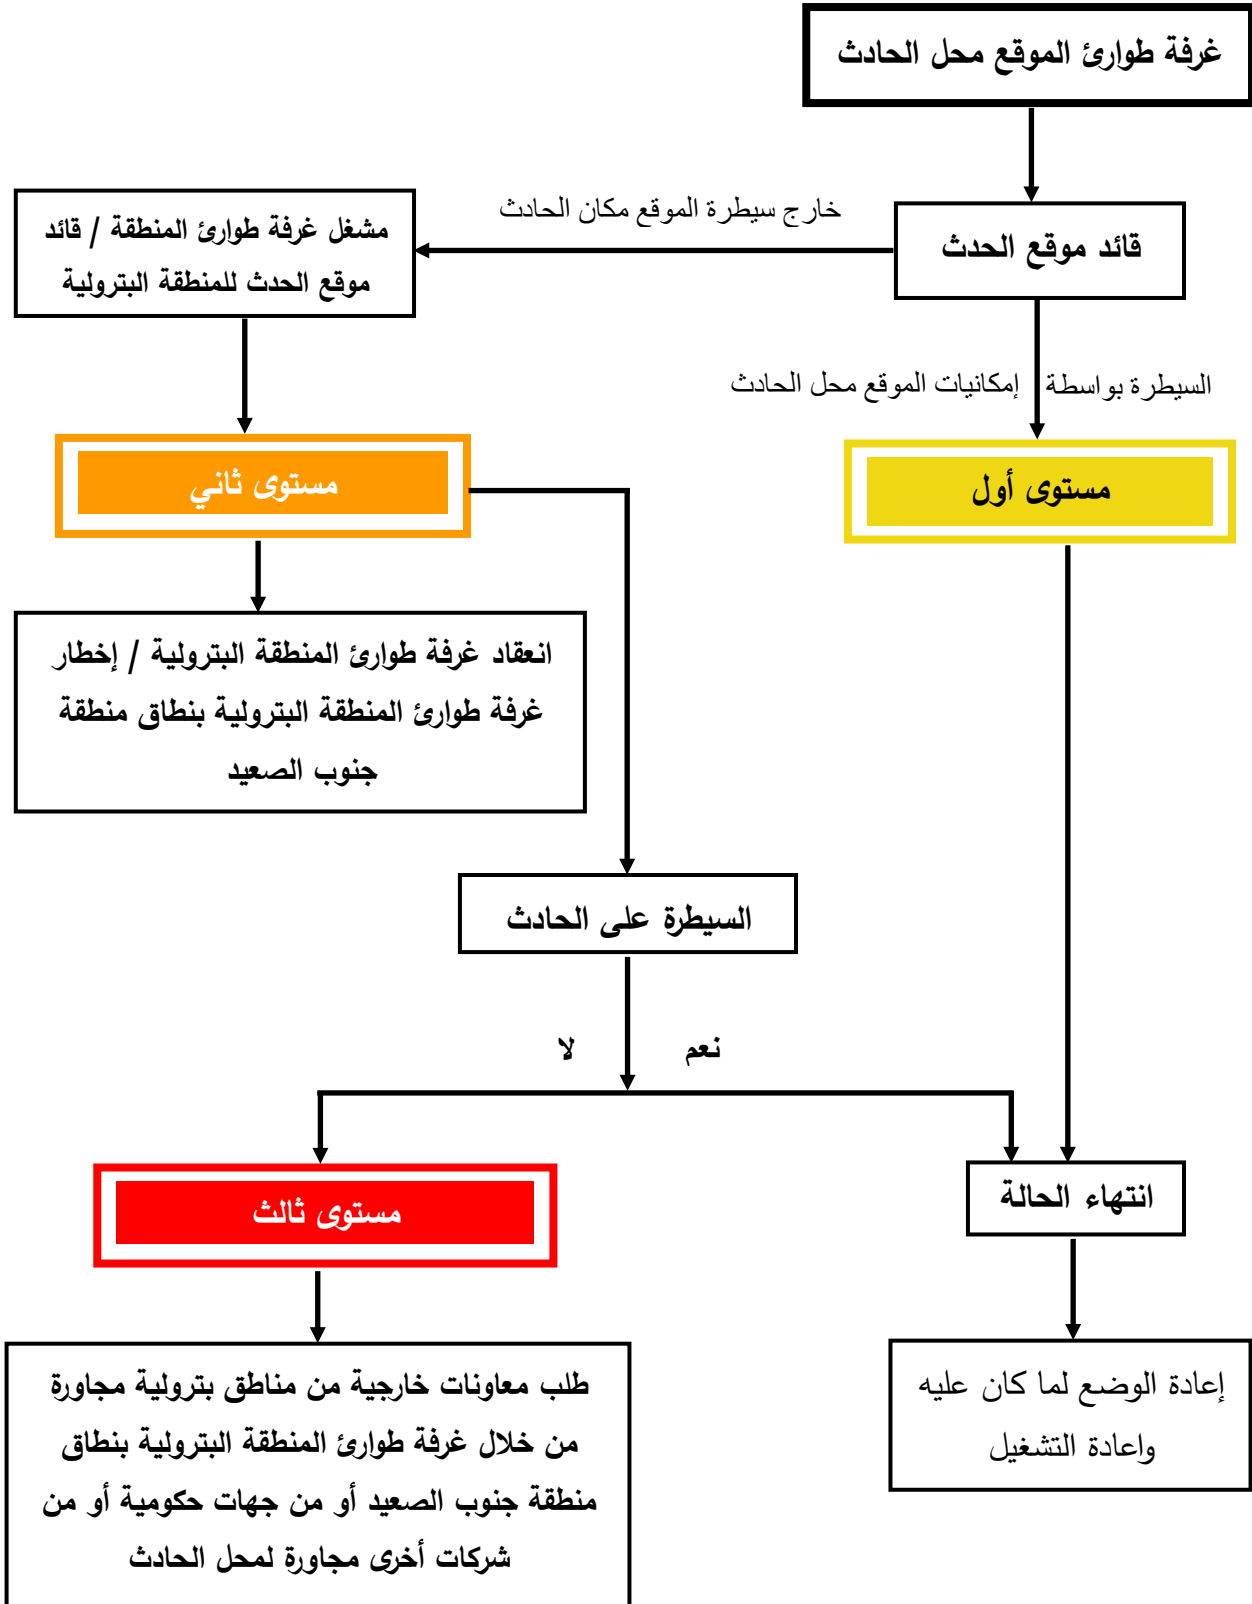 غرفة طوارئ الموقع محل الحادث
خارج سيطرة الموقع مكان الحادث
قائد موقع الحدث
مشغل غرفة طوارئ المنطقة / قائد
موقع الحدث للمنطقة البترولية
السيطرة بواسطة إمكانيات الموقع محل الحادث
مستوى أول
مستوى ثاني
انعقاد غرفة طوارئ المنطقة البترولية / إخطار
غرفة طوارئ المنطقة البترولية بنطاق منطقة
جنوب الصعيد
السيطرة على الحادث
نعم
لا
انتهاء الحالة
مستوى ثالث
إعادة الوضع لما كان عليه
واعادة التشغيل
طلب معاونات خارجية من مناطق بترولية مجاورة
من خلال غرفة طوارئ المنطقة البترولية بنطاق
منطقة جنوب الصعيد أو من جهات حكومية أو من
شركات أخرى مجاورة لمحل الحادث